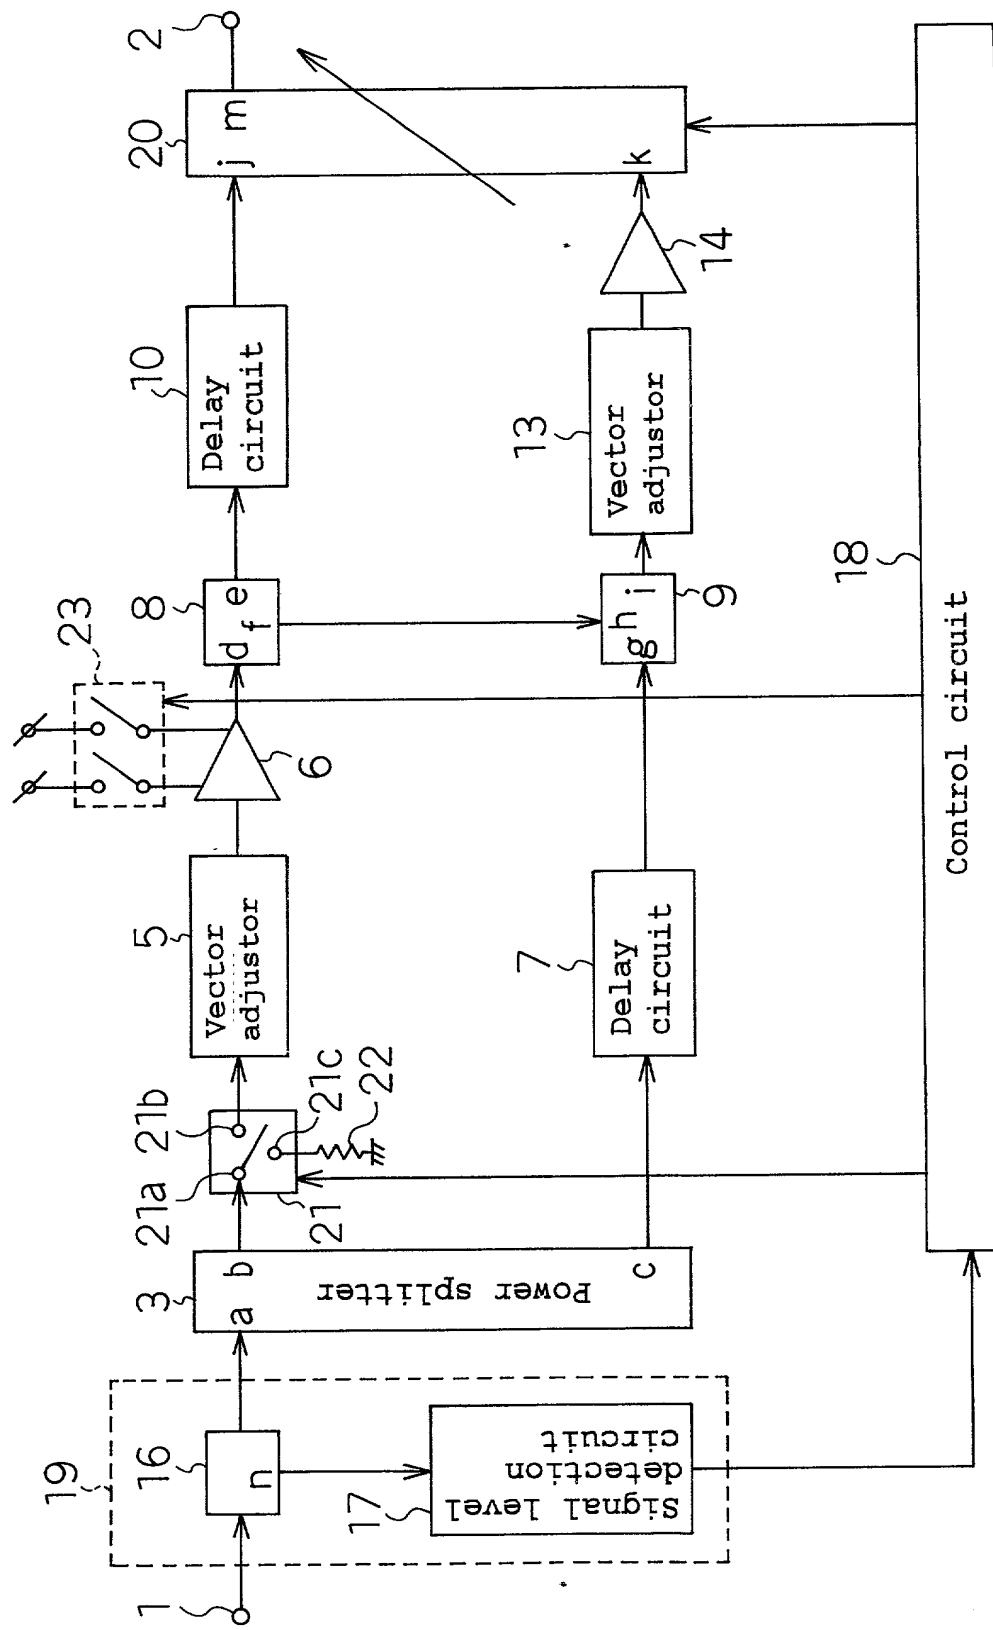 1
19
16
n
17
Signal level
detection
circuit
3
a
b
Power splitter
c
21a
21b
21
21c
22
5
Vector
adjustor
7
Delay
circuit
6
23
8
d
e
f
g
h
i
9
10
Delay
circuit
13
Vector
adjustor
14
20
j
m
k
2
18
Control circuit